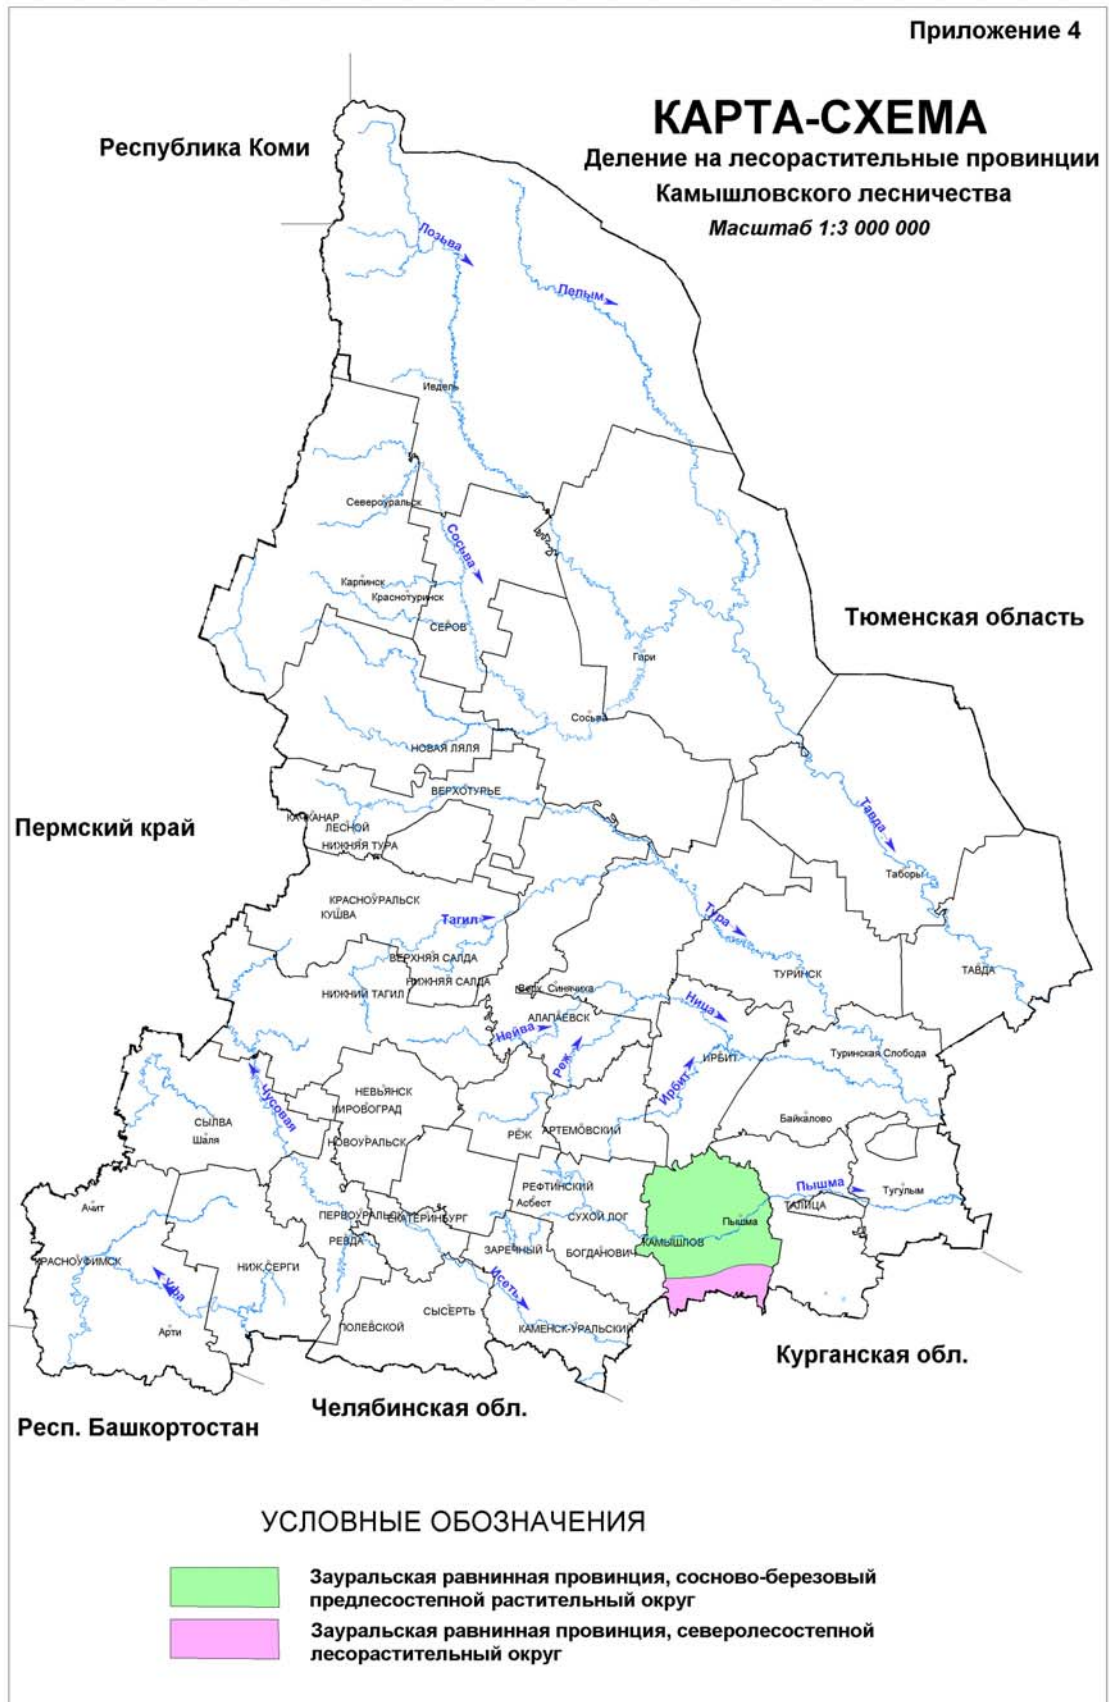 Приложение 4
КАРТА-СХЕМА
Деление на лесорастительные провинции
Камышловского лесничества
Масштаб 1:3 000 000
Республика Коми
Лозьва
Пелым
Ивдель
Североуральск
Сосьва
Карпинск
Краснотуринск
СЕРОВ
Тюменская область
Гари
Сосьва
НОВАЯ ЛЯЛЯ
ВЕРХОТУРЬЕ
Пермский край
КАЧКАНАР
ЛЕСНОЙ
НИЖНЯЯ ТУРА
Тавда
Таборы
КРАСНОУРАЛЬСК
КУШВА
Тагил
Тура
ВЕРХНЯЯ САЛДА
НИЖНЯЯ САЛДА
НИЖНИЙ ТАГИЛ
Верх. Синячиха
ТУРИНСК
ТАВДА
АЛАПАЕВСК
Ница
Нейва
Реж
Ирбит
ИРБИТ
Туринская Слобода
Чусовая
НЕВЬЯНСК
КИРОВОГРАД
СЫЛВА
Шаля
НОВОУРАЛЬСК
РЕЖ
АРТЕМОВСКИЙ
Байкалово
Ачит
РЕФТИНСКИЙ
Асбест
СУХОЙ ЛОГ
Пышма
ТАЛИЦА
Тугулым
Пышма
ПЕРВОУРАЛЬСК
ЕКАТЕРИНБУРГ
РЕВДА
ЗАРЕЧНЫЙ
БОГДАНОВИЧ
КАМЫШЛОВ
КРАСНОУФИМСК
НИЖ.СЕРГИ
Уфа
Исеть
СЫСЕРТЬ
Арти
ПОЛЕВСКОЙ
КАМЕНСК-УРАЛЬСКИЙ
Курганская обл.
Челябинская обл.
Респ. Башкортостан
УСЛОВНЫЕ ОБОЗНАЧЕНИЯ
Зауральская равнинная провинция, сосново-березовый
предлесостепной растительный округ
Зауральская равнинная провинция, северолесостепной
лесорастительный округ